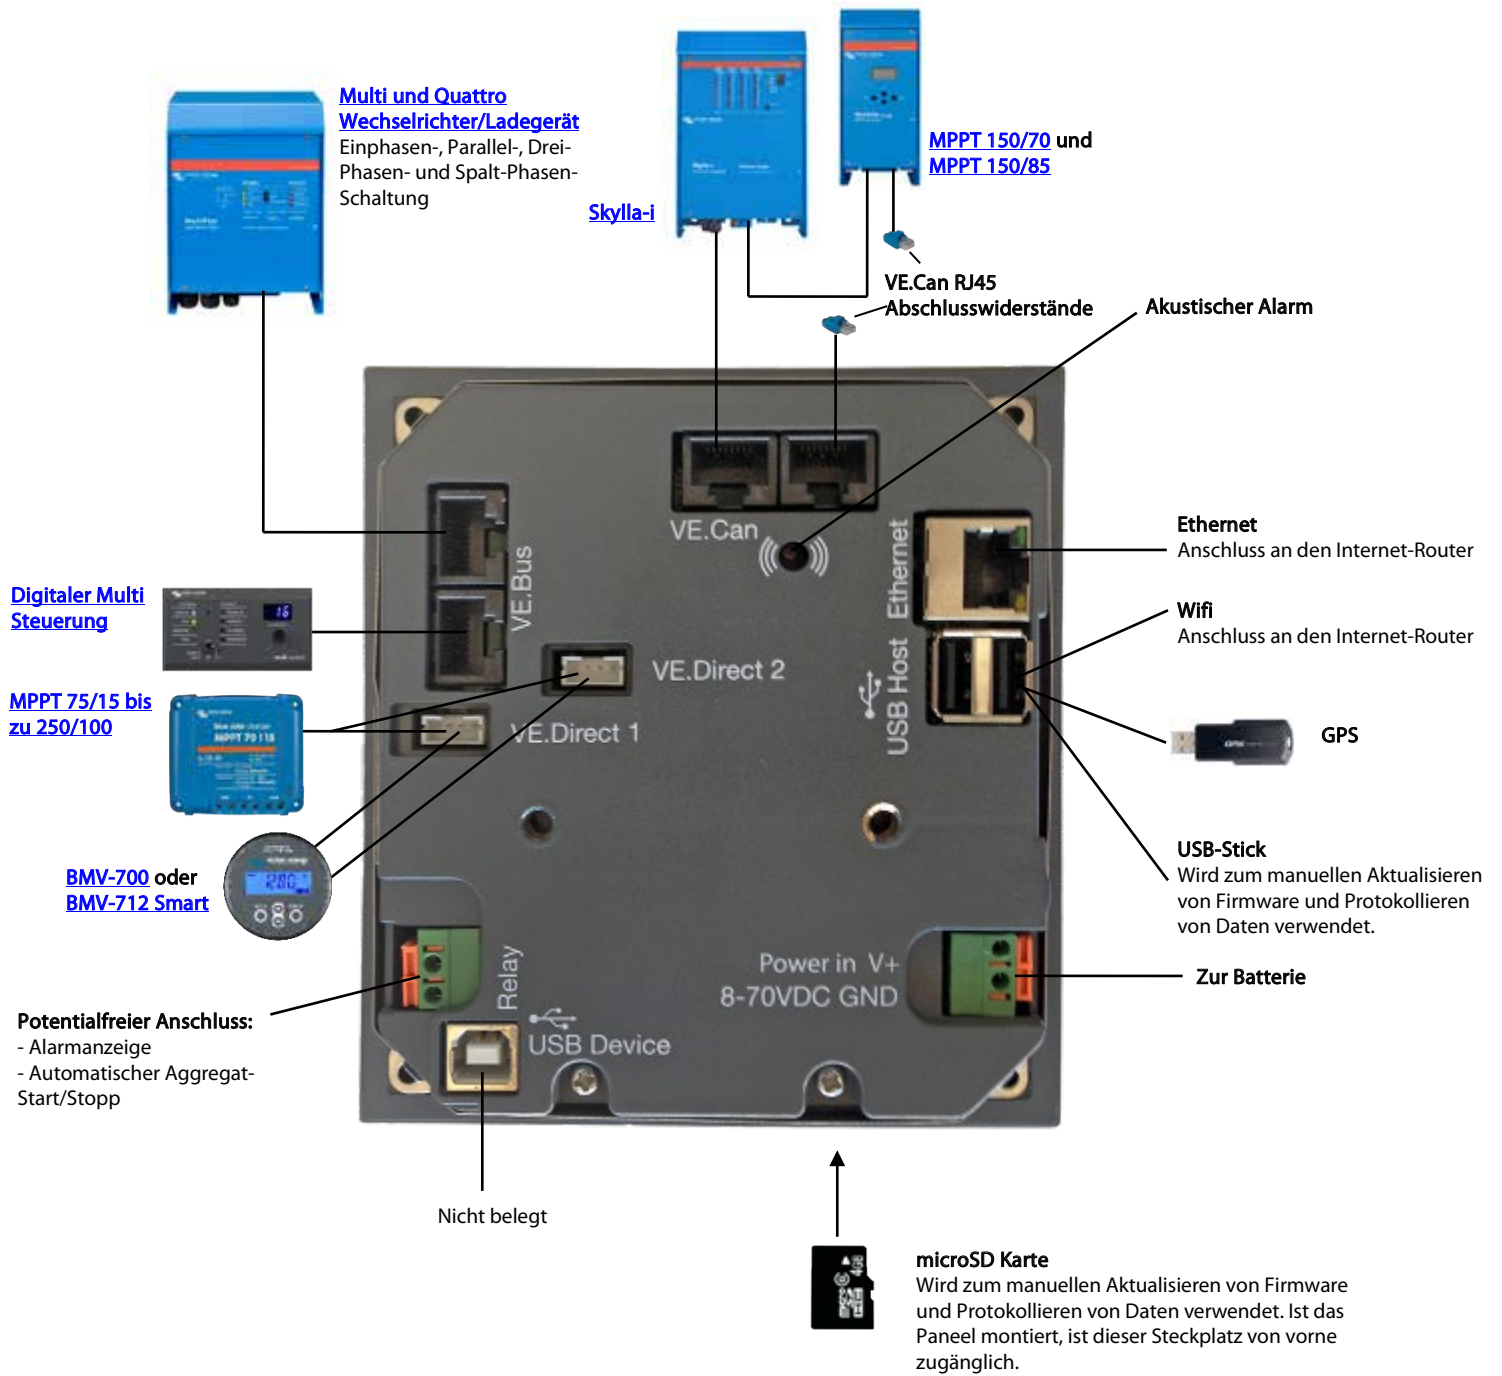 Multi und Quattro
Wechselrichter/Ladegerät
Einphasen-, Parallel-, Drei-
Phasen- und Spalt-Phasen-
Schaltung
Skylla-i
MPPT 150/70 und
MPPT 150/85
VE.Can RJ45
Abschlusswiderstände
Akustischer Alarm
VE.Can
VE.Bus
Ethernet
Ethernet
Anschluss an den Internet-Router
Digitaler Multi
Steuerung
16
Wifi
Anschluss an den Internet-Router
VE.Direct 2
USB Host
MPPT 75/15 bis
zu 250/100
MPPT 70 | 15
VE.Direct 1
GPS
BMV-700 oder
BMV-712 Smart
USB-Stick
Wird zum manuellen Aktualisieren
von Firmware und Protokollieren
von Daten verwendet.
Relay
Power in V+
8-70VDC GND
Zur Batterie
Potentialfreier Anschluss:
- Alarmanzeige
- Automatischer Aggregat-
Start/Stopp
USB Device
Nicht belegt
4GB
micro
microSD Karte
Wird zum manuellen Aktualisieren von Firmware
und Protokollieren von Daten verwendet. Ist das
Paneel montiert, ist dieser Steckplatz von vorne
zugänglich.